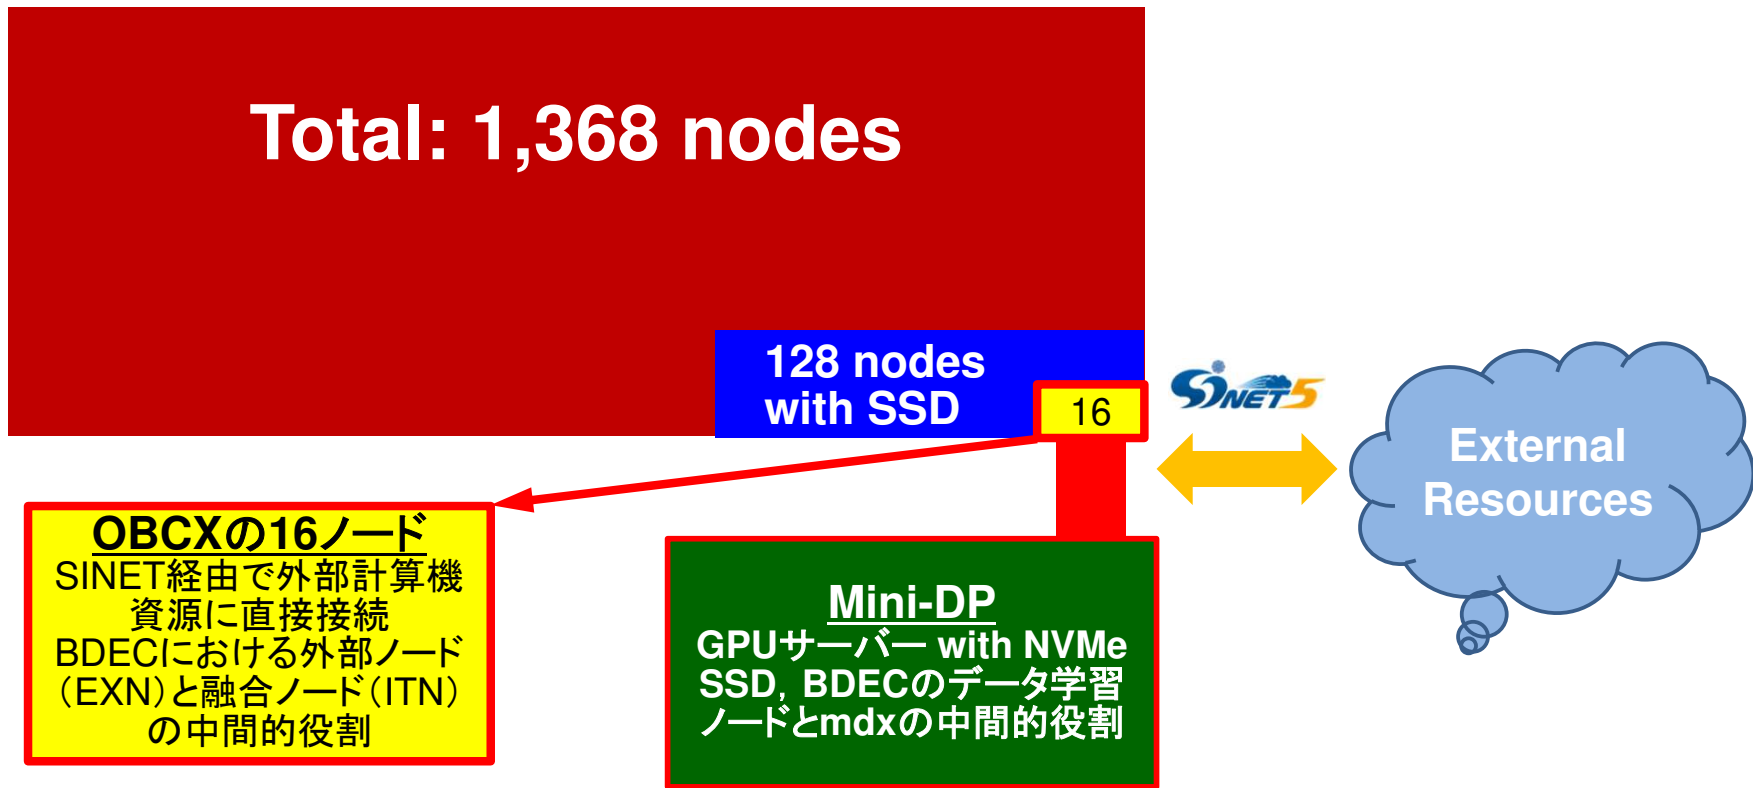 Total: 1,368 nodes
128 nodes
with SSD
16
SINET5
External
Resources
OBCXの16ノード
SINET経由で外部計算機
資源に直接接続
BDECにおける外部ノード
（EXN）と融合ノード（ITN）
の中間的役割
Mini-DP
GPUサーバー with NVMe
SSD，BDECのデータ学習
ノードとmdxの中間的役割